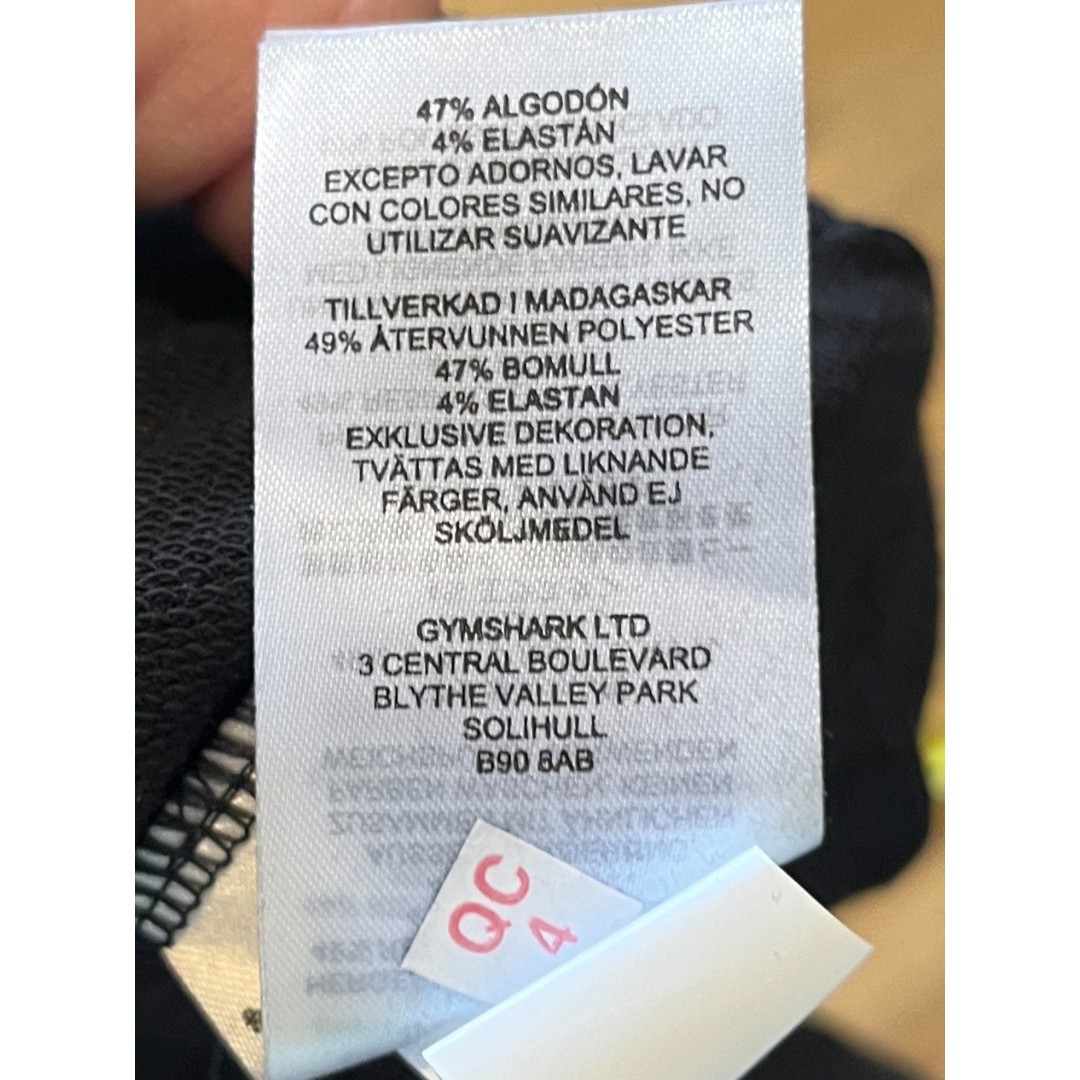 47% ALGODÓN
4% ELASTÁN
EXCEPTO ADORNOS, LAVAR
CON COLORES SIMILARES, NO
UTILIZAR SUAVIZANTE
TILLVERKAD I MADAGASKAR
49% ÅTERVUNNEN POLYESTER
47% BOMULL
4% ELASTAN
EXKLUSIVE DEKORATION,
TVÄTTAS MED LIKNANDE
FÄRGER, ANVÄND EJ
SKÖLJMEDEL
GYMSHARK LTD
3 CENTRAL BOULEVARD
BLYTHE VALLEY PARK
SOLIHULL
B90 8AB
QC
4